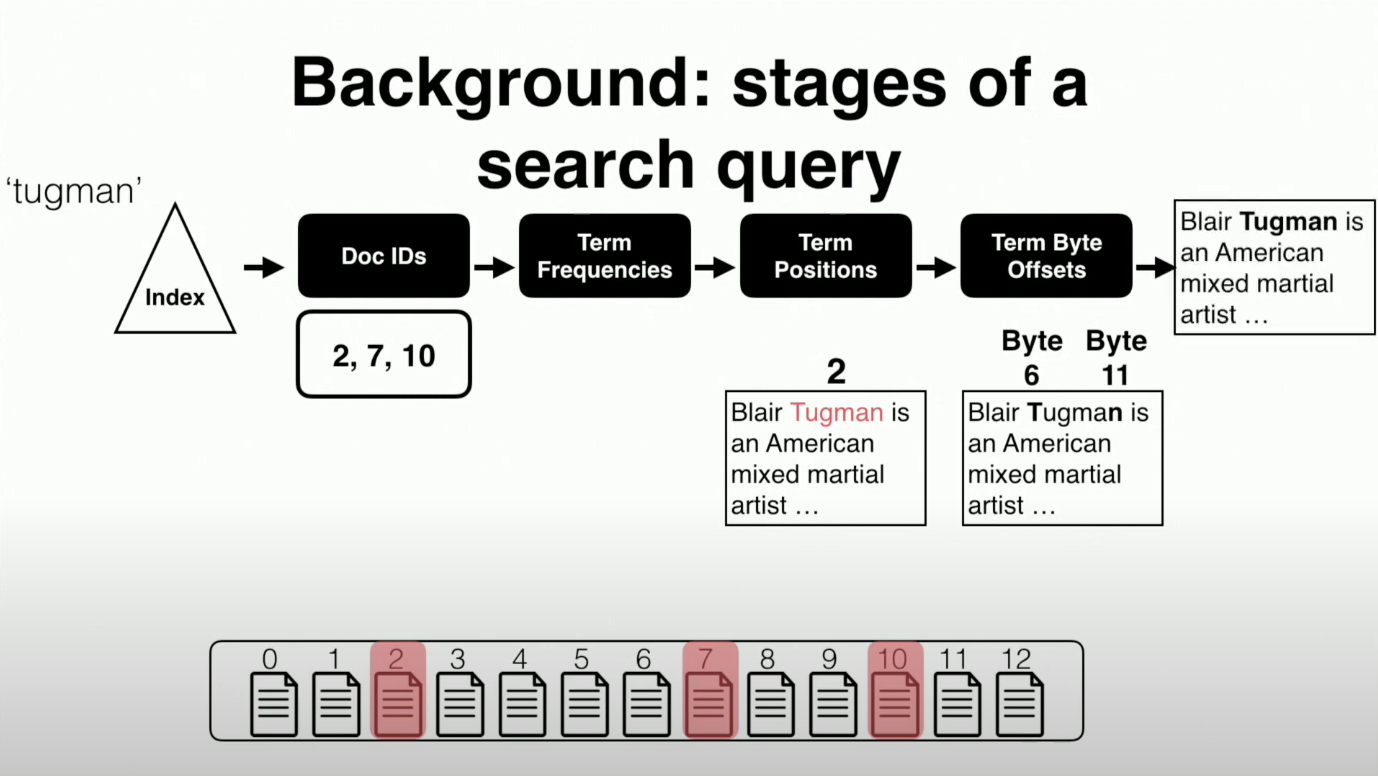 Background: stages of a
search query
‘tugman’
Index
Doc IDs
2, 7, 10
Term
Frequencies
Term
Positions
2
Blair Tugman is
an American
mixed martial
artist …
Term Byte
Offsets
Byte Byte
6 11
Blair Tugman is
an American
mixed martial
artist …
Blair Tugman is
an American
mixed martial
artist …
0 1 2 3 4 5 6 7 8 9 10 11 12